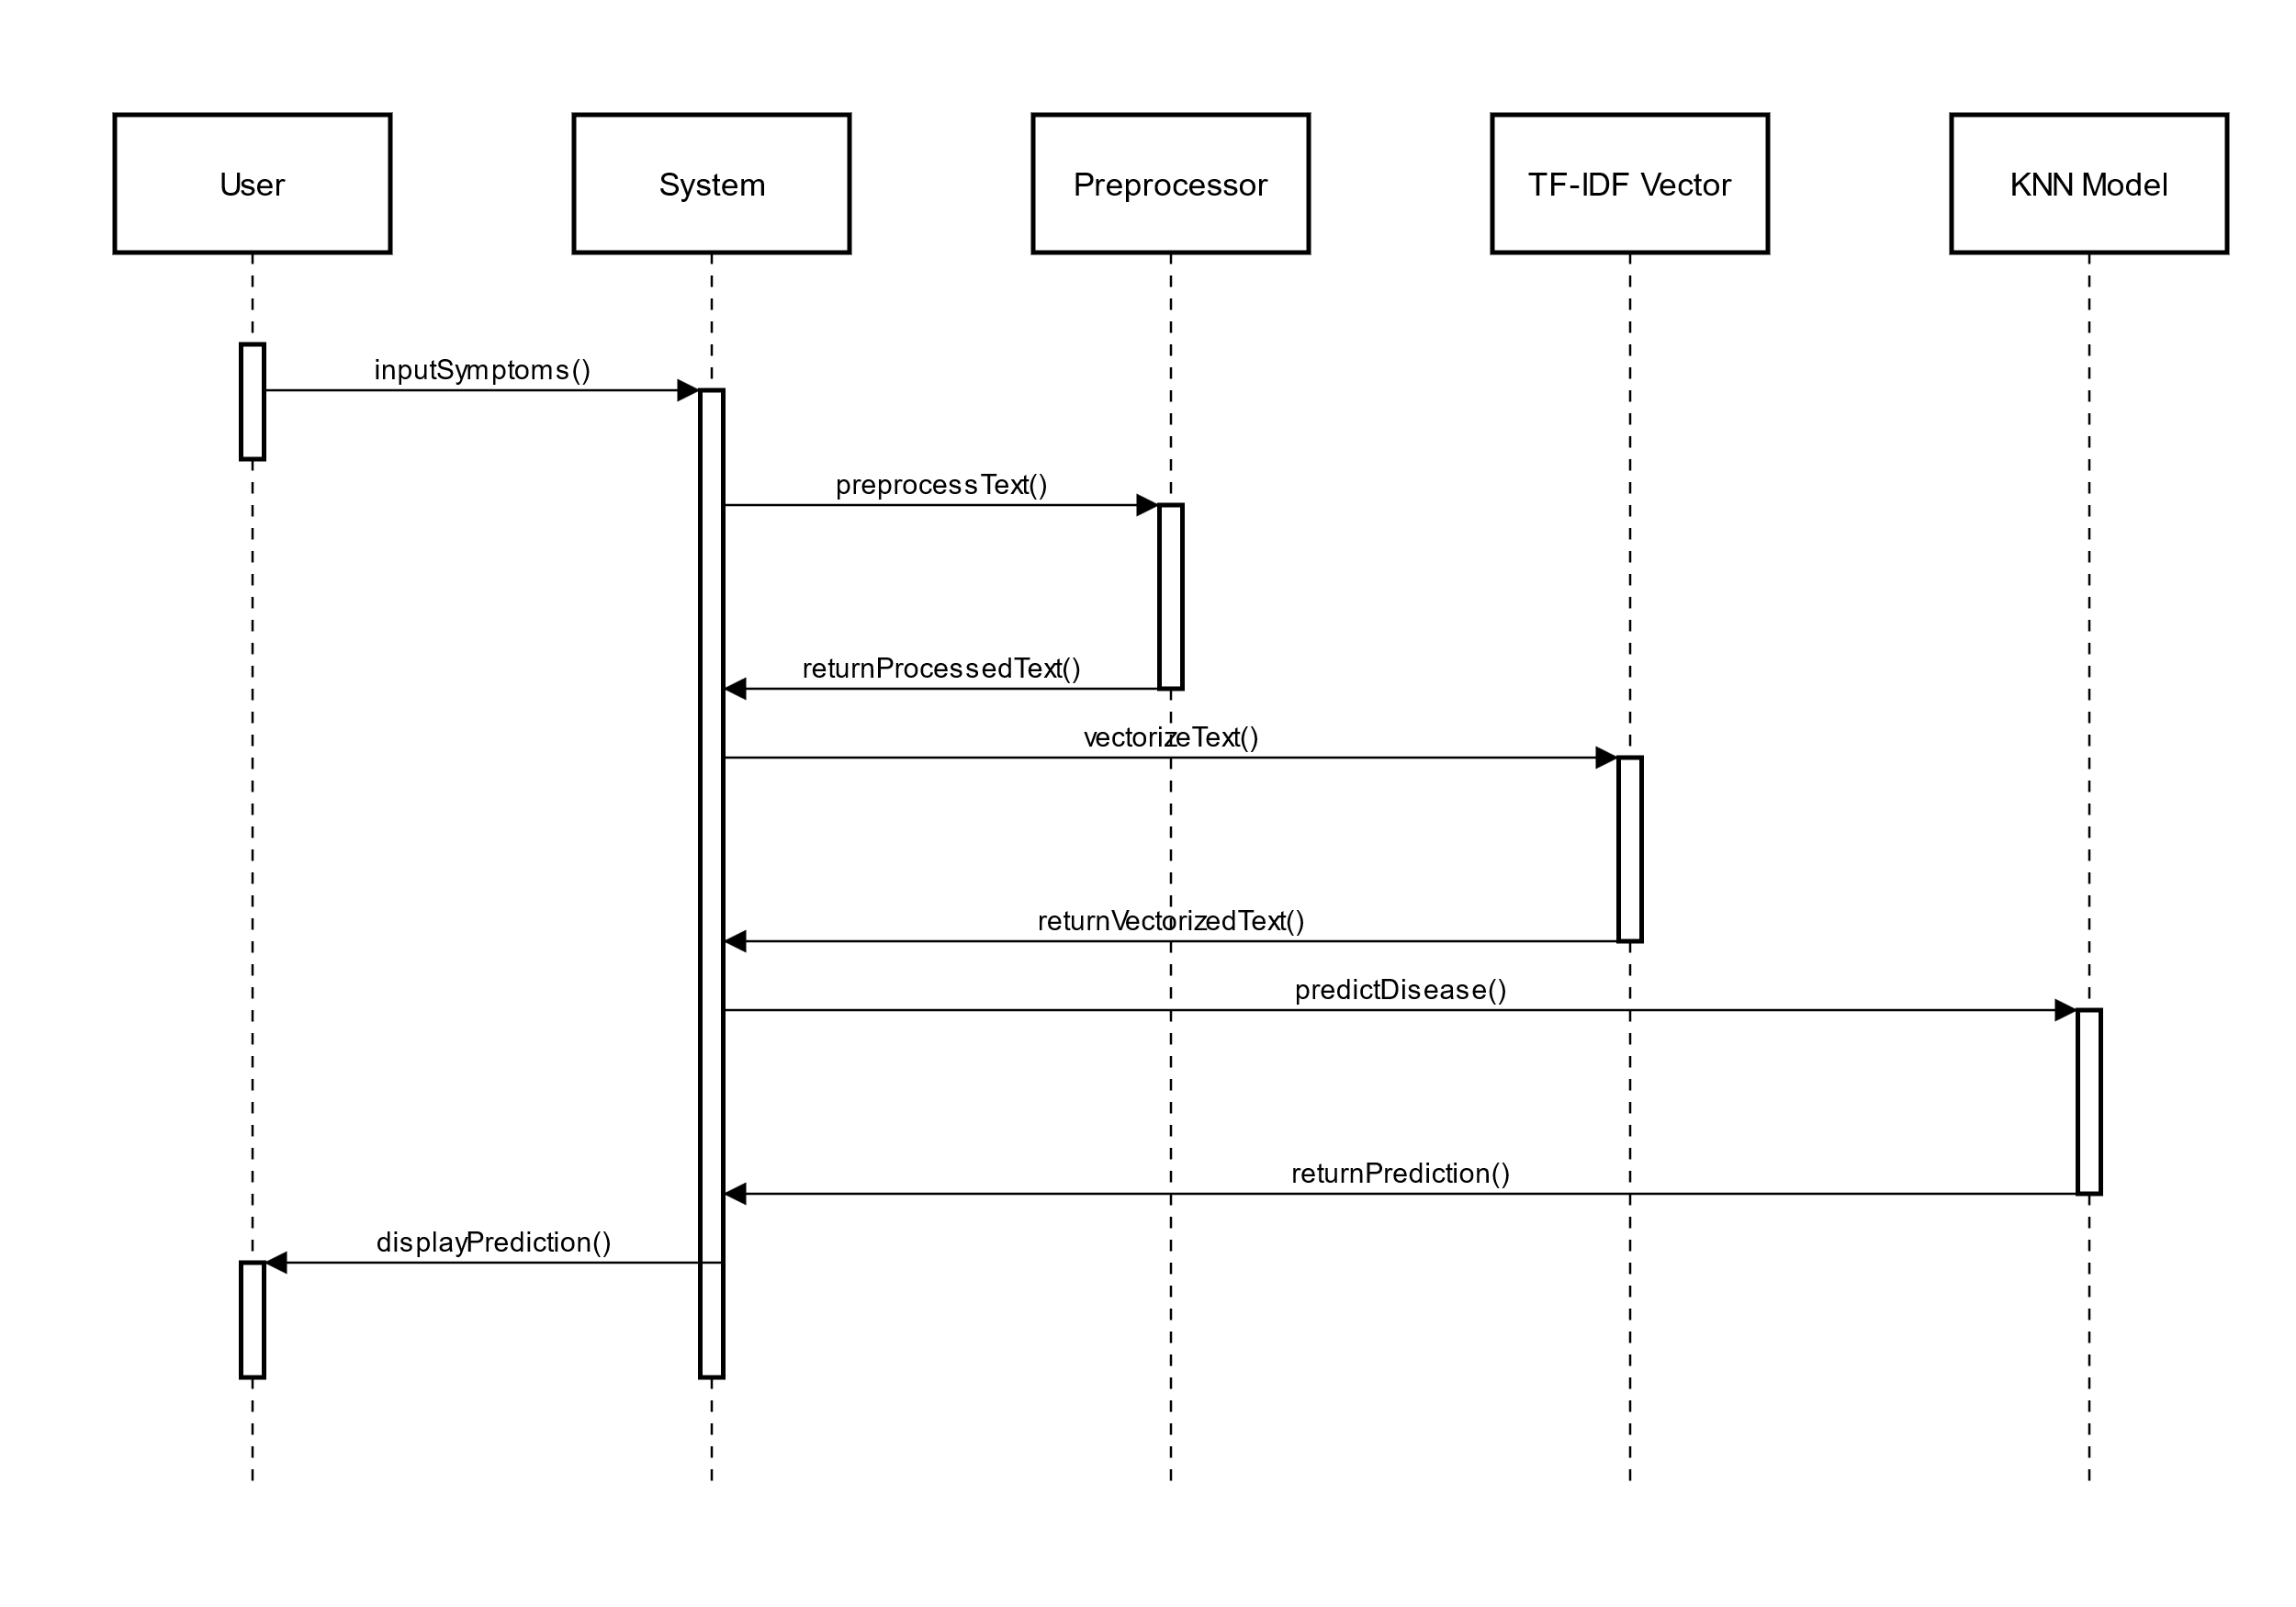 User
System
Preprocessor
TF-IDF Vector
KNN Model
inputSymptoms()
preprocessText()
returnProcessedText()
vectorizeText()
returnVectorizedText()
predictDisease()
returnPrediction()
displayPrediction()